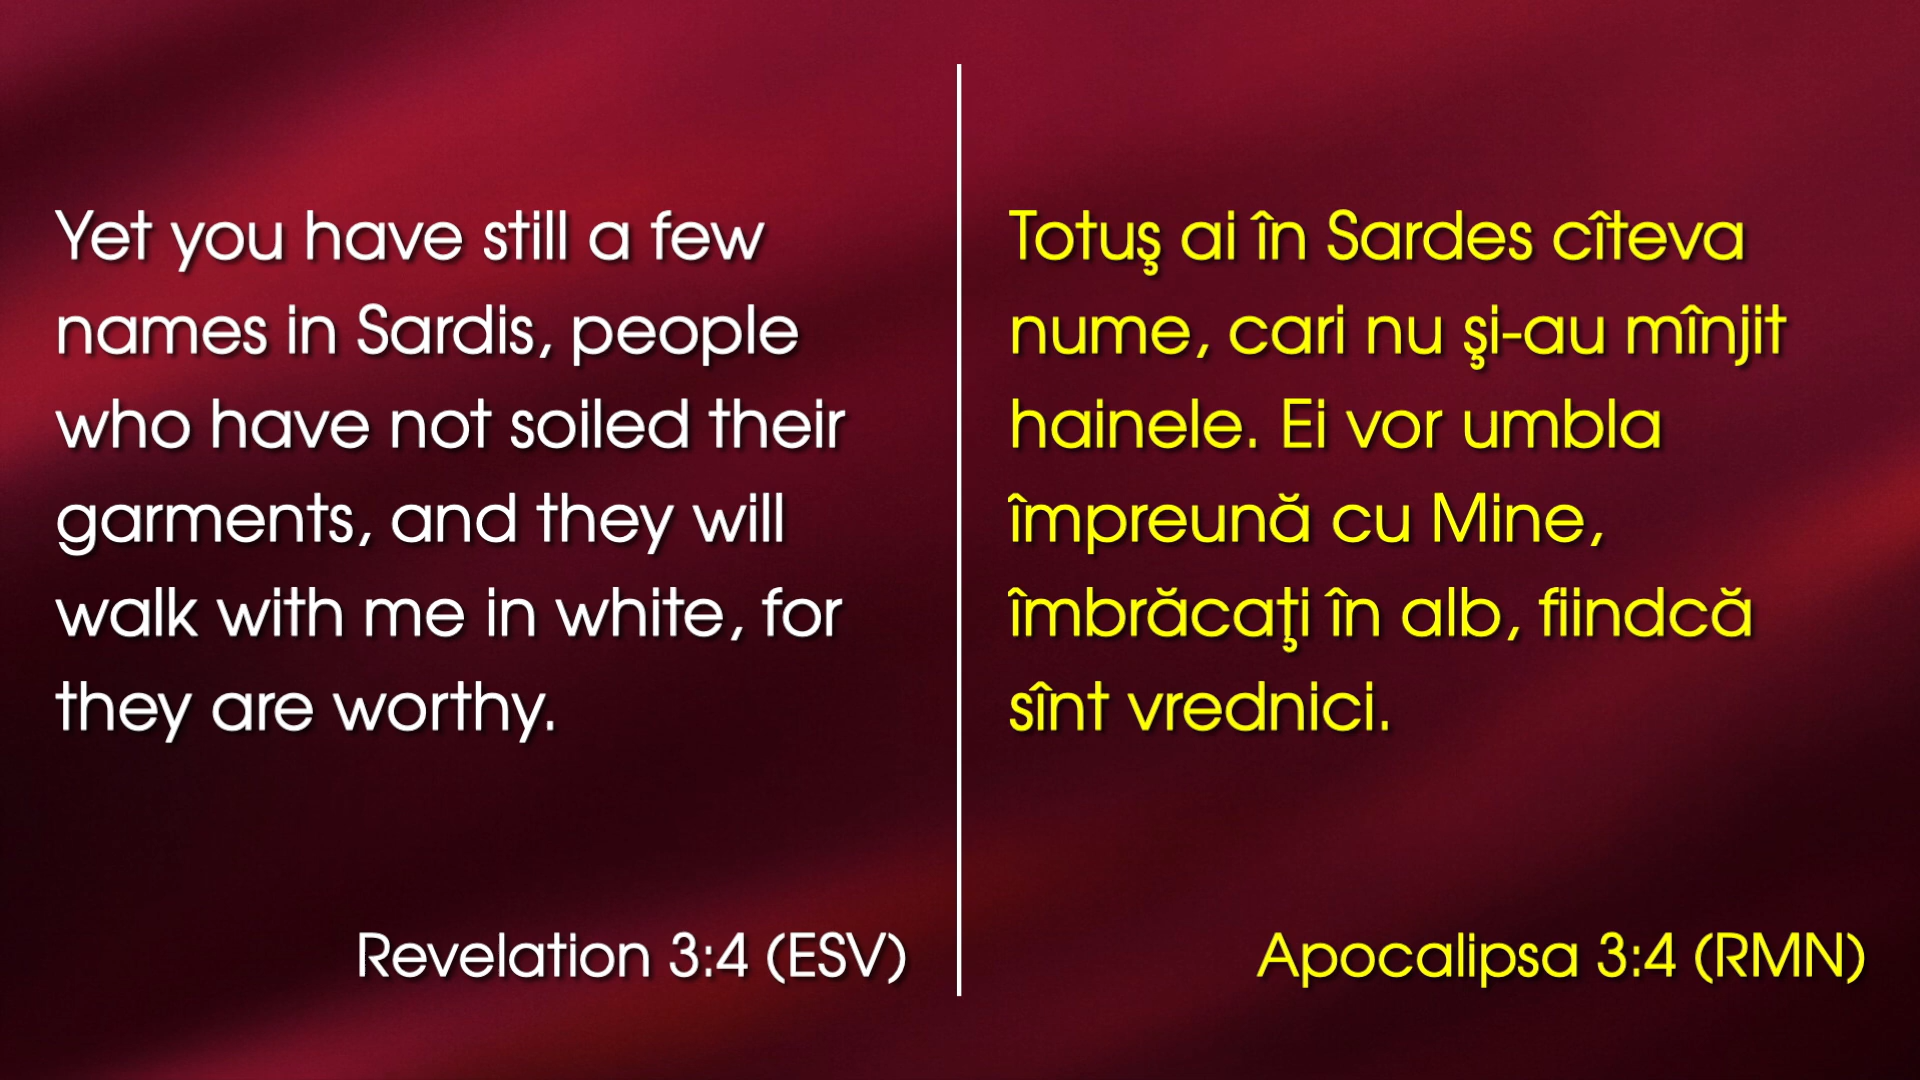 Yet you have still a few
names in Sardis, people
who have not soiled their
garments, and they will
walk with me in white, for
they are worthy.
Revelation 3:4 (ESV)
Totuş ai în Sardes cîteva
nume, cari nu şi-au mînjit
hainele. Ei vor umbla
împreună cu Mine,
îmbrăcaţi în alb, fiindcă
sînt vrednici.
Apocalipsa 3:4 (RMN)